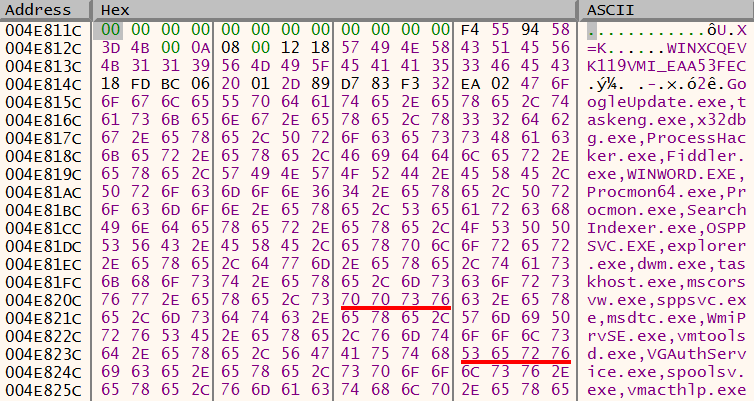 Address Hex ASCII
004E811C 00 00 00 00 00 00 00 00 00 00 00 00 F4 55 94 58 ............ôU.X
004E812C 3D 4B 00 0A 08 00 12 18 57 49 4E 58 43 51 45 56 =K......WINXCQEV
004E813C 4B 31 31 39 56 4D 49 5F 45 41 41 35 33 46 45 43 K119VMI_EAA53FEC
004E814C 18 FD BC 06 20 01 2D 89 D7 83 F3 32 EA 02 47 6F .ý¼. .-.×.ó2ê.Go
004E815C 6F 67 6C 65 55 70 64 61 74 65 2E 65 78 65 2C 74 ogleUpdate.exe,t
004E816C 61 73 6B 65 6E 67 2E 65 78 65 2C 78 33 32 64 62 askeng.exe,x32db
004E817C 67 2E 65 78 65 2C 50 72 6F 63 65 73 73 48 61 63 g.exe,ProcessHac
004E818C 6B 65 72 2E 65 78 65 2C 46 69 64 64 6C 65 72 2E ker.exe,Fiddler.
004E819C 65 78 65 2C 57 49 4E 57 4F 52 44 2E 45 58 45 2C exe,WINWORD.EXE,
004E81AC 50 72 6F 63 6D 6F 6E 36 34 2E 65 78 65 2C 50 72 Procmon64.exe,Pr
004E81BC 6F 63 6D 6F 6E 2E 65 78 65 2C 53 65 61 72 63 68 ocmon.exe,Search
004E81CC 49 6E 64 65 78 65 72 2E 65 78 65 2C 4F 53 50 50 Indexer.exe,OSPP
004E81DC 53 56 43 2E 45 58 45 2C 65 78 70 6C 6F 72 65 72 SVC.EXE,explorer
004E81EC 2E 65 78 65 2C 64 77 6D 2E 65 78 65 2C 74 61 73 .exe,dwm.exe,tas
004E81FC 6B 68 6F 73 74 2E 65 78 65 2C 6D 73 63 6F 72 73 khost.exe,mscors
004E820C 76 77 2E 65 78 65 2C 73 70 70 73 76 63 2E 65 78 vw.exe,sppsvc.ex
004E821C 65 2C 6D 73 64 74 63 2E 65 78 65 2C 57 6D 69 50 e,msdtc.exe,WmiP
004E822C 72 76 53 45 2E 65 78 65 2C 76 6D 74 6F 6F 6C 73 rvSE.exe,vmtools
004E823C 64 2E 65 78 65 2C 56 47 41 75 74 68 53 65 72 76 d.exe,VGAuthServ
004E824C 69 63 65 2E 65 78 65 2C 73 70 6F 6F 6C 73 76 2E ice.exe,spoolsv.
004E825C 65 78 65 2C 76 6D 61 63 74 68 6C 70 2E 65 78 65 exe,vmacthlp.exe